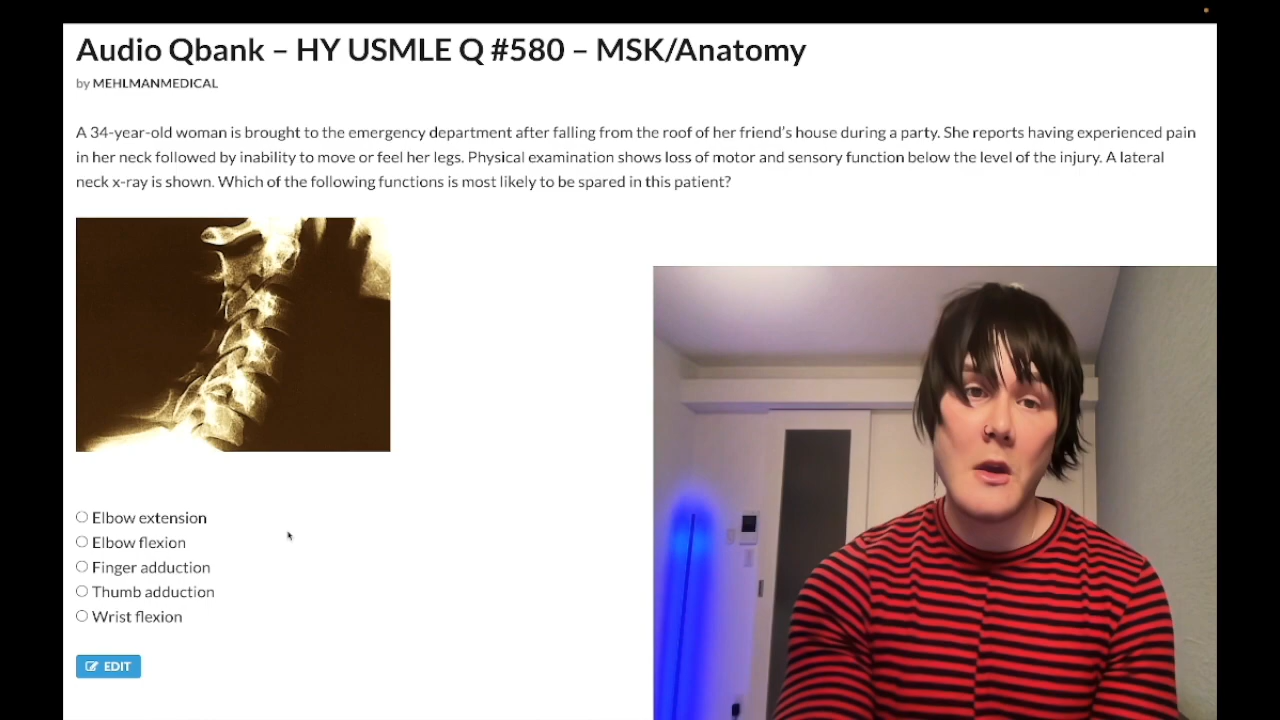 Audio Qbank – HY USMLE Q #580 – MSK/Anatomy
by MEHLMANMEDICAL
A 34-year-old woman is brought to the emergency department after falling from the roof of her friend's house during a party. She reports having experienced pain
in her neck followed by inability to move or feel her legs. Physical examination shows loss of motor and sensory function below the level of the injury. A lateral
neck x-ray is shown. Which of the following functions is most likely to be spared in this patient?
Elbow extension
Elbow flexion
Finger adduction
Thumb adduction
Wrist flexion
EDIT